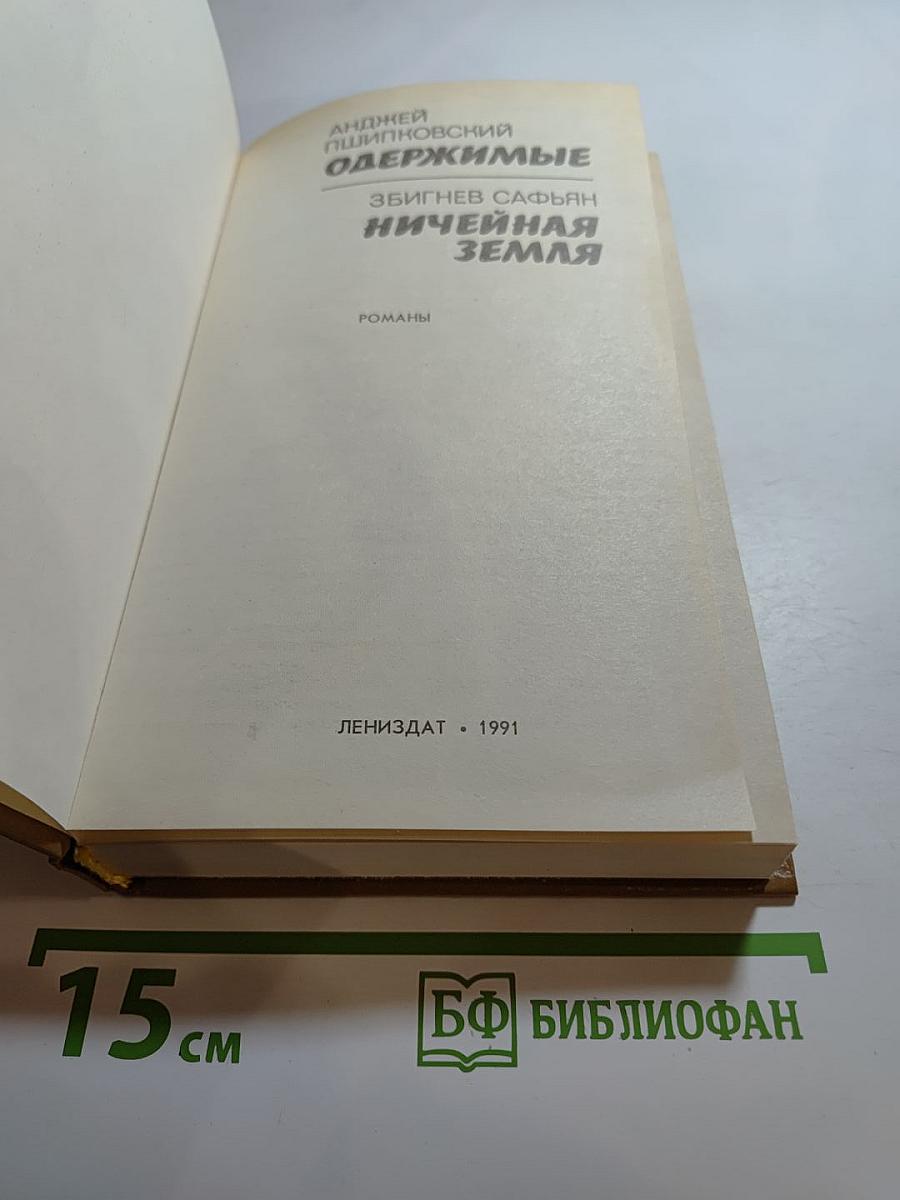 АНДЖЕЙ
ПШИПКОВСКИЙ
ОДЕРЖИМЫЕ
ЗБИГНЕВ САФЬЯН
НИЧЕЙНАЯ
ЗЕМЛЯ
РОМАНЫ
ЛЕНИЗДАТ • 1991
15 см
БФ БИБЛИОФАН